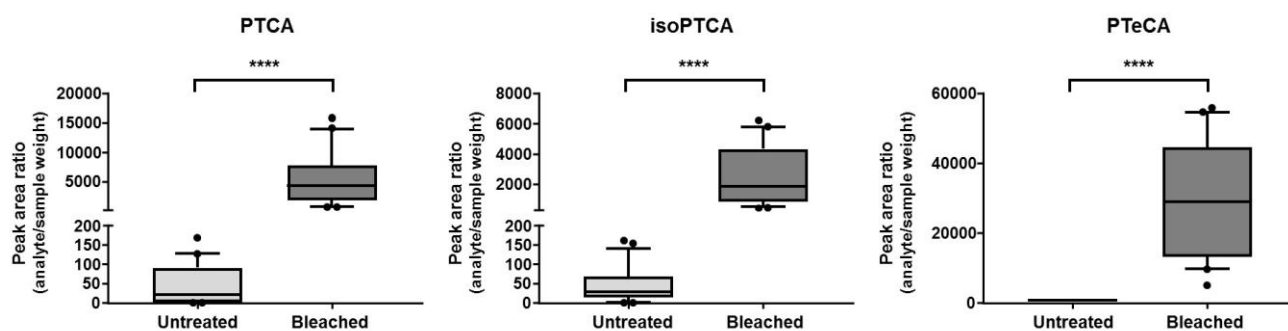 PTCA
****
Peak area ratio
(analyte/sample weight)
20000
15000
10000
5000
200
150
100
50
0
Untreated
Bleached
isoPTCA
****
Peak area ratio
(analyte/sample weight)
8000
6000
4000
2000
200
150
100
50
0
Untreated
Bleached
PTeCA
****
Peak area ratio
(analyte/sample weight)
60000
40000
20000
0
Untreated
Bleached